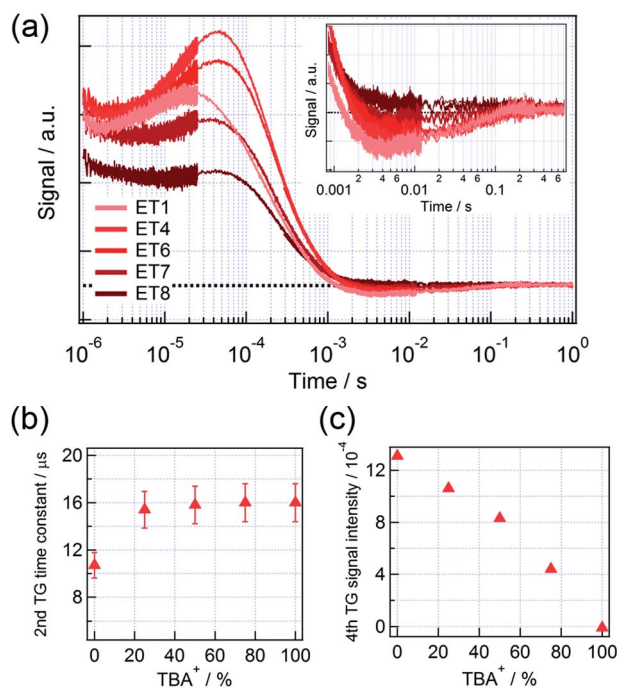 (a)
Signal / a.u.
ET1
ET4
ET6
ET7
ET8
10⁻⁶ 10⁻⁵ 10⁻⁴ 10⁻³ 10⁻² 10⁻¹ 10⁰
Time / s
Signal / a.u.
0.001 2 4 6 0.01 2 4 6 0.1 2 4 6
Time / s
(b)
2nd TG time constant / μs
20
16
12
8
0 20 40 60 80 100
TBA⁺ / %
(c)
4th TG signal intensity / 10⁻⁴
12
8
4
0
0 20 40 60 80 100
TBA⁺ / %